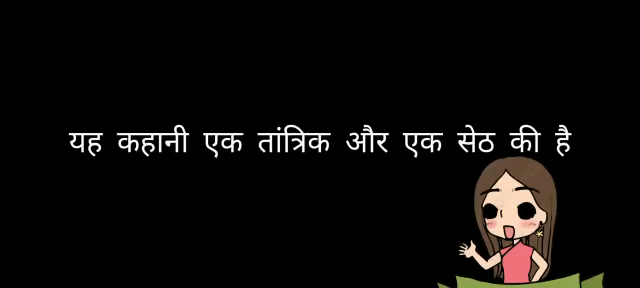 यह कहानी एक तांत्रिक और एक सेठ की है